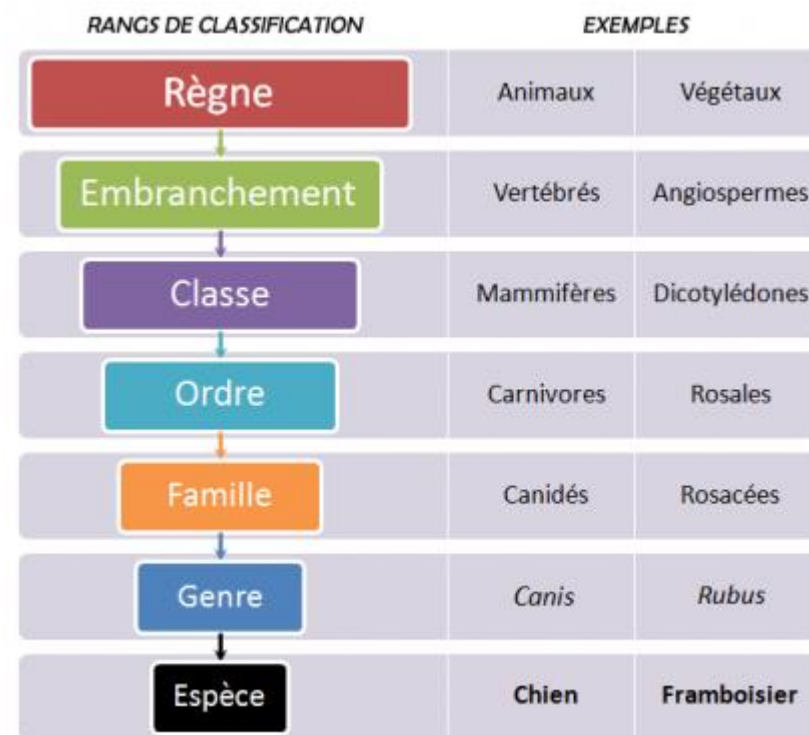 RANGS DE CLASSIFICATION EXEMPLES
Règne Animaux Végétaux
Embranchement Vertébrés Angiospermes
Classe Mammifères Dicotylédones
Ordre Carnivores Rosales
Famille Canidés Rosacées
Genre Canis Rubus
Espèce Chien Framboisier